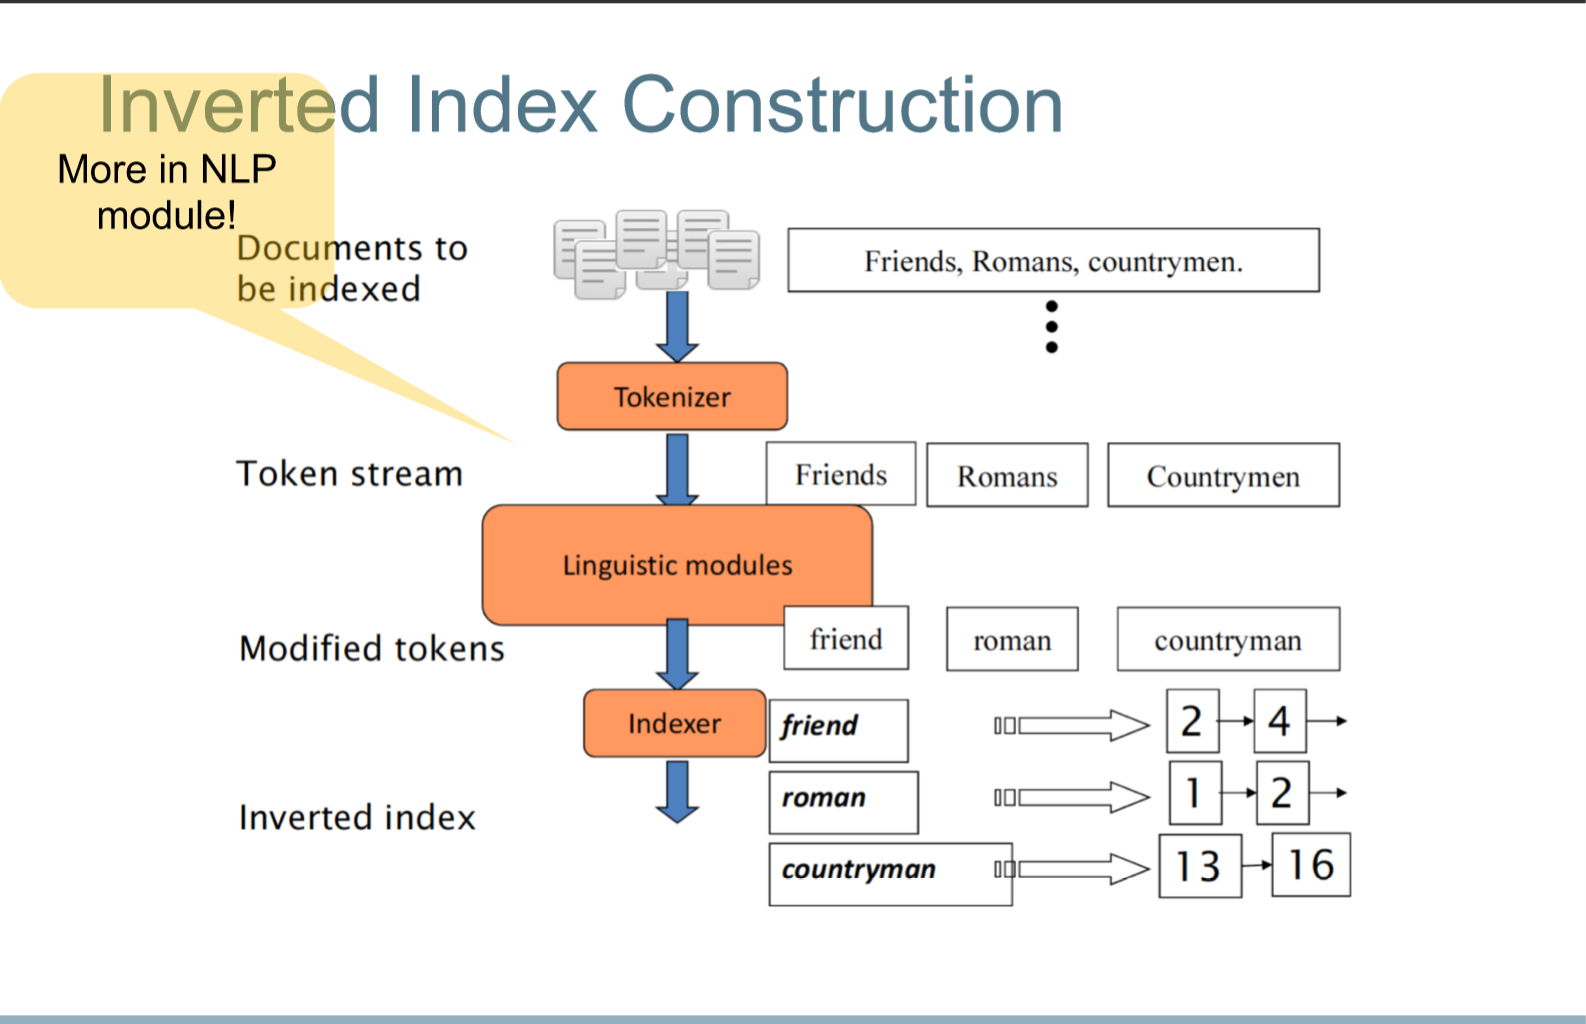 Inverted Index Construction
More in NLP
module!
Documents to
be indexed
Friends, Romans, countrymen.
Tokenizer
Token stream
Friends Romans Countrymen
Linguistic modules
Modified tokens
friend roman countryman
Indexer
friend 2 4
roman 1 2
Inverted index
countryman 13 16